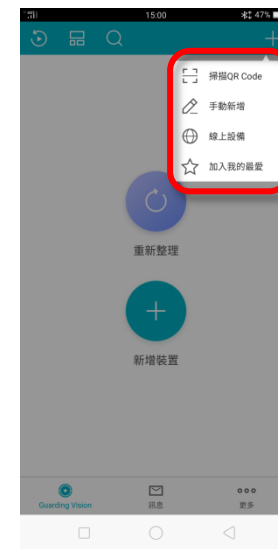 15:00
47%
掃描QR Code
手動新增
線上設備
加入我的最愛
重新整理
新增裝置
Guarding Vision
訊息
更多